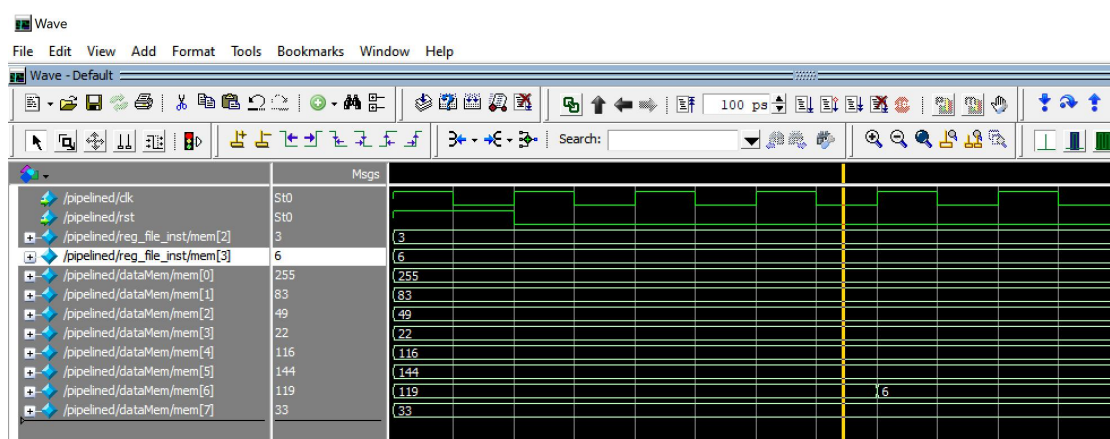 Wave
File Edit View Add Format Tools Bookmarks Window Help
Wave - Default
100 ps
Search:
Msgs
/pipelined/clk St0
/pipelined/rst St0
/pipelined/reg_file_inst/mem[2] 3 3
/pipelined/reg_file_inst/mem[3] 6 6
/pipelined/dataMem/mem[0] 255 255
/pipelined/dataMem/mem[1] 83 83
/pipelined/dataMem/mem[2] 49 49
/pipelined/dataMem/mem[3] 22 22
/pipelined/dataMem/mem[4] 116 116
/pipelined/dataMem/mem[5] 144 144
/pipelined/dataMem/mem[6] 119 119 6
/pipelined/dataMem/mem[7] 33 33